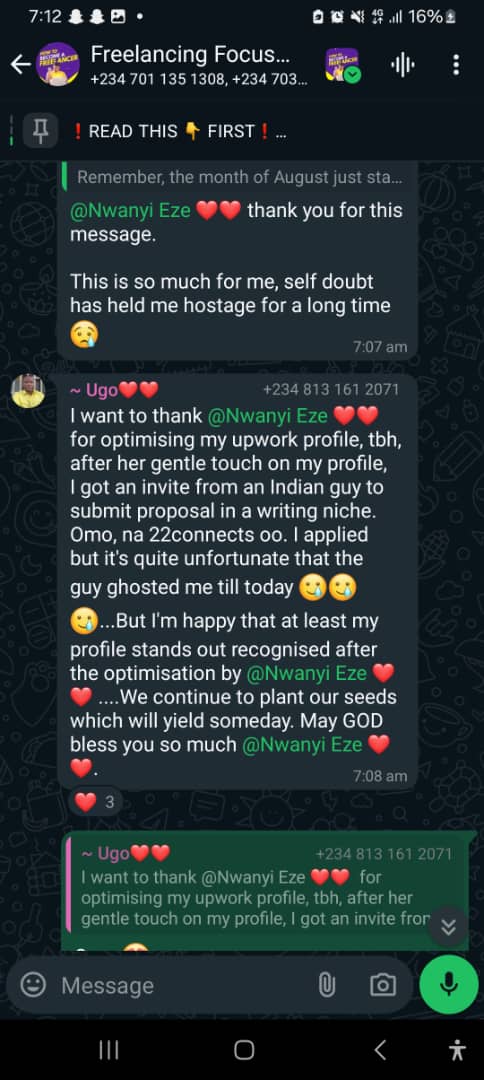 7:12
4G
16%
Freelancing Focus...
+234 701 135 1308, +234 703...
❗READ THIS 👇 FIRST❗...
Remember, the month of August just sta...
@Nwanyi Eze ❤️❤️ thank you for this
message.
This is so much for me, self doubt
has held me hostage for a long time
😢
7:07 am
~ Ugo❤️❤️
+234 813 161 2071
I want to thank @Nwanyi Eze ❤️❤️
for optimising my upwork profile, tbh,
after her gentle touch on my profile,
I got an invite from an Indian guy to
submit proposal in a writing niche.
Omo, na 22connects oo. I applied
but it's quite unfortunate that the
guy ghosted me till today 🥲🥲
🥲...But I'm happy that at least my
profile stands out recognised after
the optimisation by @Nwanyi Eze ❤️
❤️ ....We continue to plant our seeds
which will yield someday. May GOD
bless you so much @Nwanyi Eze ❤️
❤️.
7:08 am
❤️ 3
~ Ugo❤️❤️
+234 813 161 2071
I want to thank @Nwanyi Eze ❤️❤️ for
optimising my upwork profile, tbh, after her
gentle touch on my profile, I got an invite from
Message